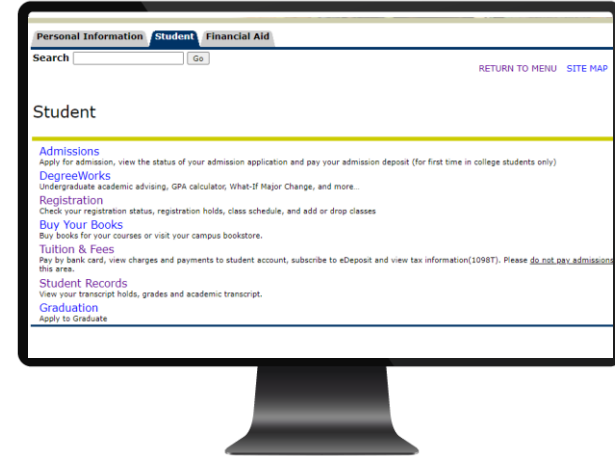 Personal Information Student Financial Aid
Search Go
RETURN TO MENU SITE MAP
Student
Admissions
Apply for admission, view the status of your admission application and pay your admission deposit (for first time in college students only)
DegreeWorks
Undergraduate academic advising, GPA calculator, What-If Major Change, and more...
Registration
Check your registration status, registration holds, class schedule, and add or drop classes
Buy Your Books
Buy books for your courses or visit your campus bookstore.
Tuition & Fees
Pay by bank card, view charges and payments to student account, subscribe to eDeposit and view tax information(1098T). Please do not pay admissions
this area.
Student Records
View your transcript holds, grades and academic transcript.
Graduation
Apply to Graduate